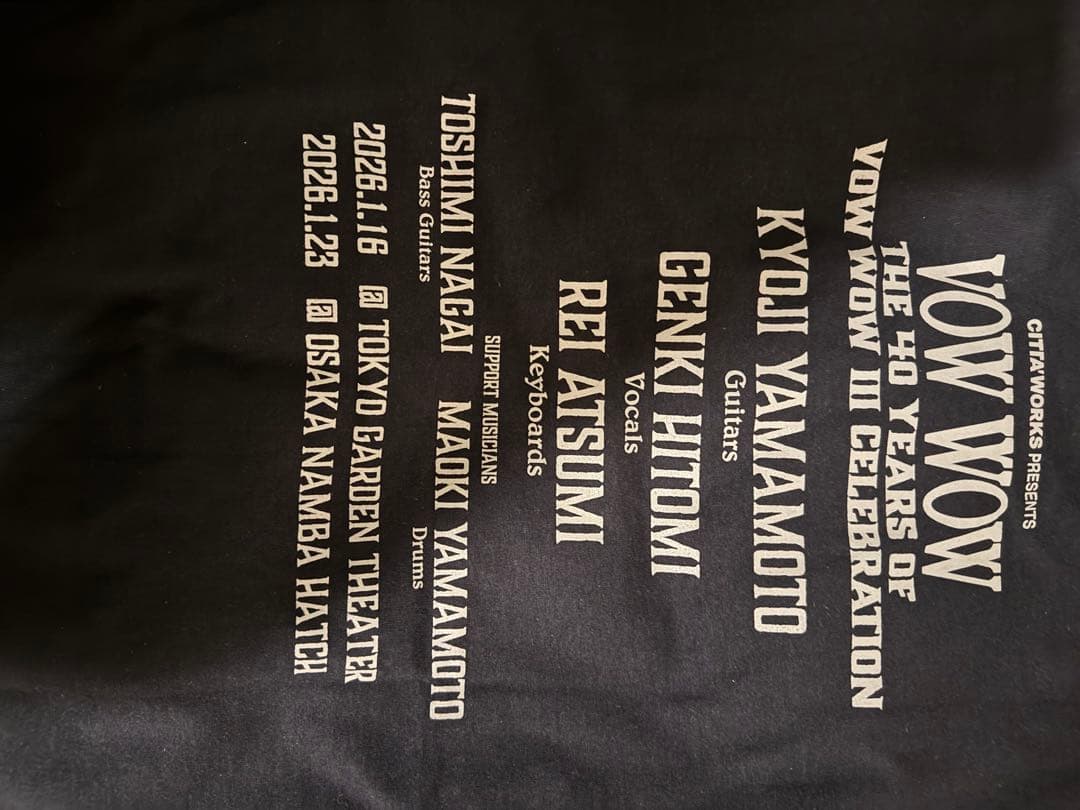 CITTA'WORKS PRESENTS
VOW WOW
THE 40 YEARS OF
VOW WOW III CELEBRATION
KYOJI YAMAMOTO
Guitars
GENKI HITOMI
Vocals
REI ATSUMI
Keyboards
SUPPORT MUSICIANS
TOSHIMI NAGAI MAOKI YAMAMOTO
Bass Guitars Drums
2026.1.16 @ TOKYO GARDEN THEATER
2026.1.23 @ OSAKA NAMBA HATCH